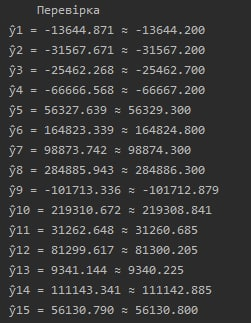 Перевірка
ŷ1 = -13644.871 ≈ -13644.200
ŷ2 = -31567.671 ≈ -31567.200
ŷ3 = -25462.268 ≈ -25462.700
ŷ4 = -66666.568 ≈ -66667.200
ŷ5 = 56327.639 ≈ 56329.300
ŷ6 = 164823.339 ≈ 164824.800
ŷ7 = 98873.742 ≈ 98874.300
ŷ8 = 284885.943 ≈ 284886.300
ŷ9 = -101713.336 ≈ -101712.879
ŷ10 = 219310.672 ≈ 219308.841
ŷ11 = 31262.648 ≈ 31260.685
ŷ12 = 81299.617 ≈ 81300.205
ŷ13 = 9341.144 ≈ 9340.225
ŷ14 = 111143.341 ≈ 111142.885
ŷ15 = 56130.790 ≈ 56130.800